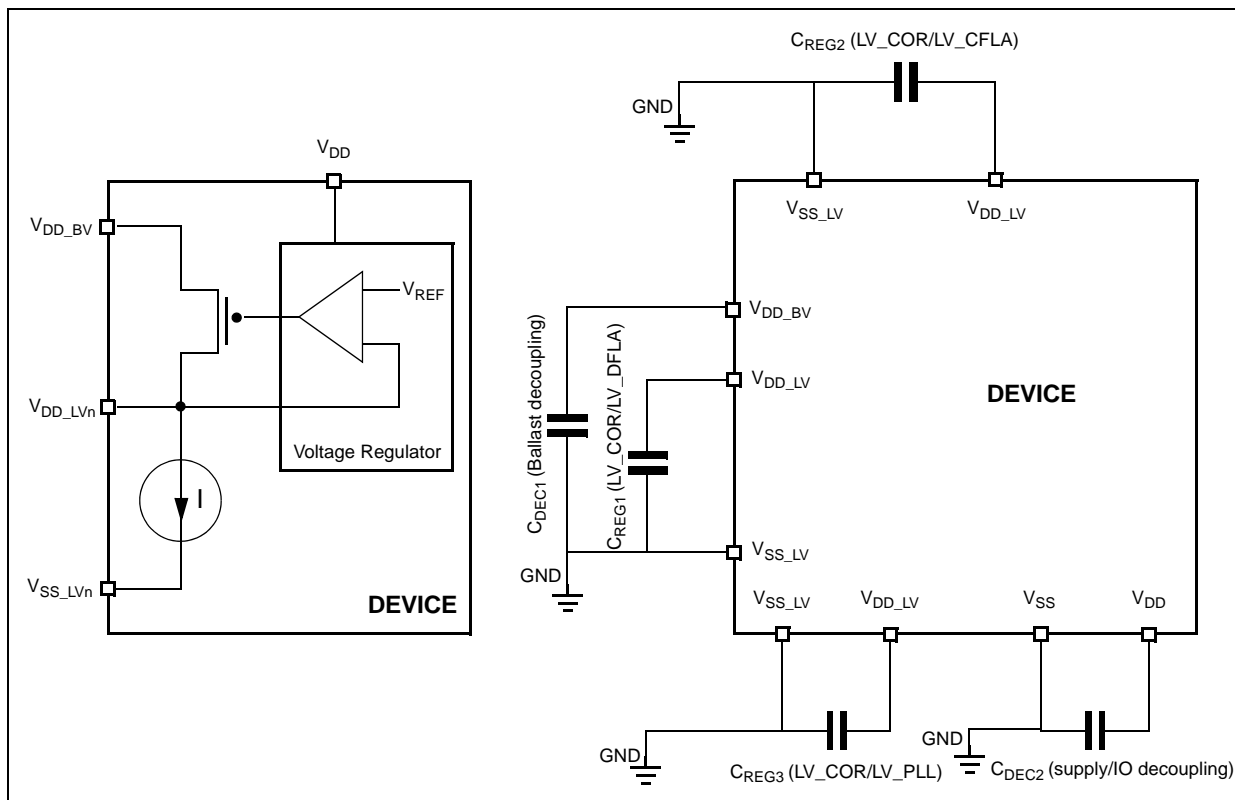 CREG2 (LV_COR/LV_CFLA)
GND
VDD
VSS_LV
VDD_LV
VDD_BV
VREF
VDD_LVn
Voltage Regulator
I
VSS_LVn
DEVICE
VDD_BV
VDD_LV
DEVICE
CDEC1 (Ballast decoupling)
CREG1 (LV_COR/LV_DFLA)
VSS_LV
GND
VSS_LV
VDD_LV
VSS
VDD
GND
CREG3 (LV_COR/LV_PLL)
GND
CDEC2 (supply/IO decoupling)